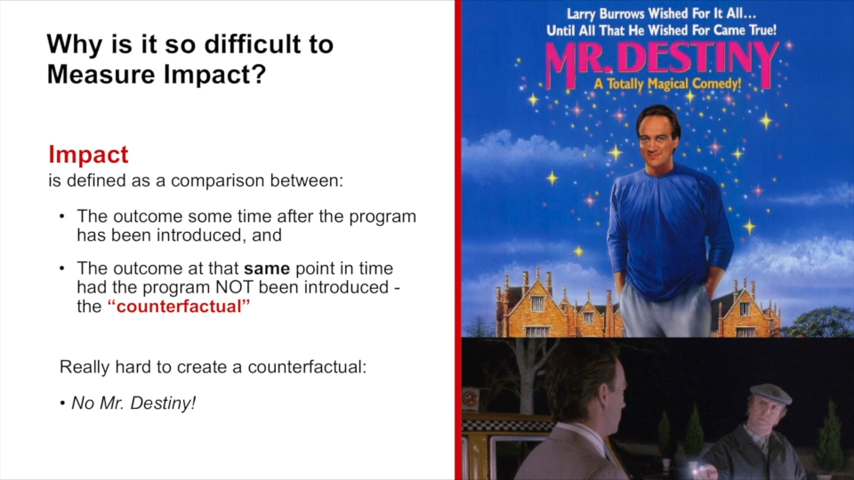 Why is it so difficult to
Measure Impact?
Impact
is defined as a comparison between:
• The outcome some time after the program
has been introduced, and
• The outcome at that same point in time
had the program NOT been introduced -
the “counterfactual”
Really hard to create a counterfactual:
• No Mr. Destiny!
Larry Burrows Wished For It All...
Until All That He Wished For Came True!
MR. DESTINY
A Totally Magical Comedy!